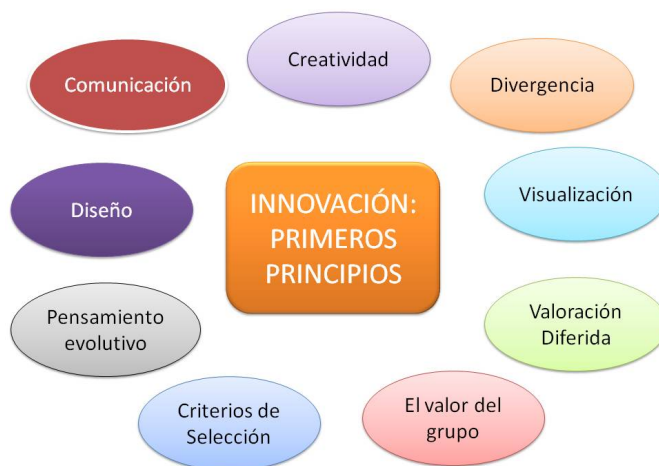 Creatividad
Comunicación
Divergencia
Diseño
INNOVACIÓN:
PRIMEROS
PRINCIPIOS
Visualización
Pensamiento
evolutivo
Valoración
Diferida
Criterios de
Selección
El valor del
grupo